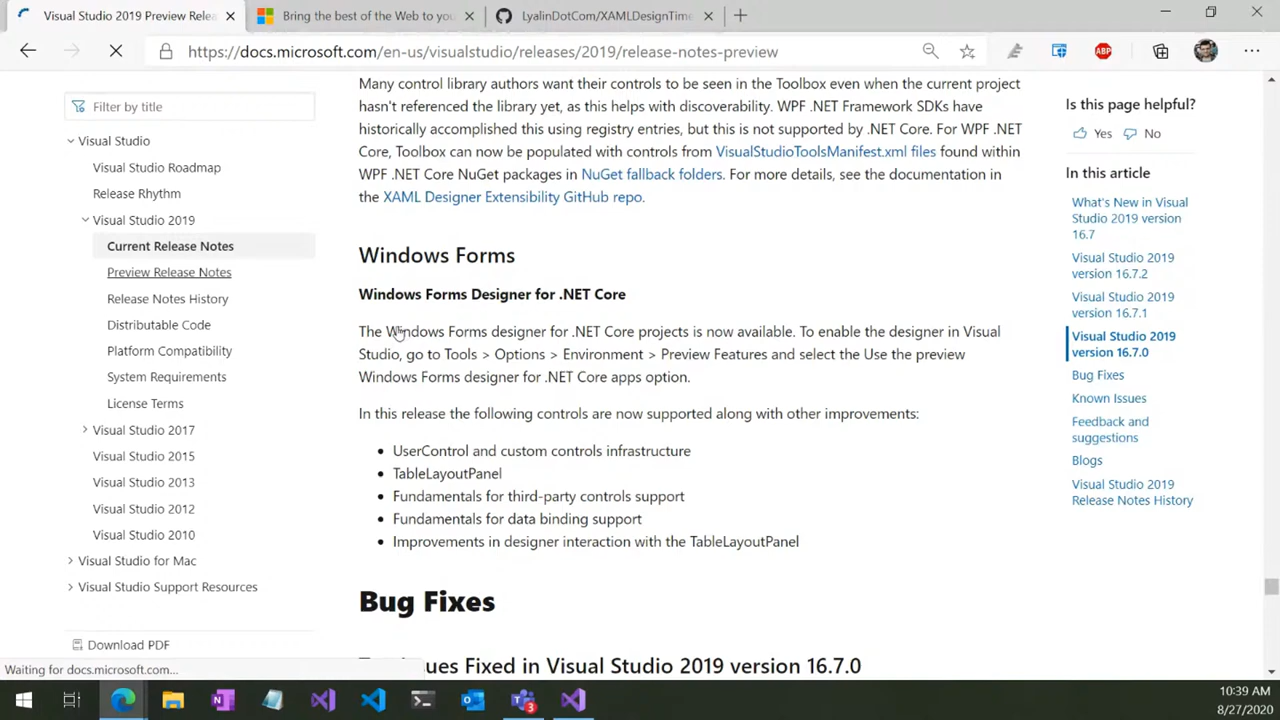 Visual Studio 2019 Preview Relea
Bring the best of the Web to you
LyalinDotCom/XAMLDesignTime
https://docs.microsoft.com/en-us/visualstudio/releases/2019/release-notes-preview
ABP
Filter by title
Visual Studio
Visual Studio Roadmap
Release Rhythm
Visual Studio 2019
Current Release Notes
Preview Release Notes
Release Notes History
Distributable Code
Platform Compatibility
System Requirements
License Terms
Visual Studio 2017
Visual Studio 2015
Visual Studio 2013
Visual Studio 2012
Visual Studio 2010
Visual Studio for Mac
Visual Studio Support Resources
Download PDF
Waiting for docs.microsoft.com...
Many control library authors want their controls to be seen in the Toolbox even when the current project
hasn't referenced the library yet, as this helps with discoverability. WPF .NET Framework SDKs have
historically accomplished this using registry entries, but this is not supported by .NET Core. For WPF .NET
Core, Toolbox can now be populated with controls from VisualStudioToolsManifest.xml files found within
WPF .NET Core NuGet packages in NuGet fallback folders. For more details, see the documentation in
the XAML Designer Extensibility GitHub repo.
Windows Forms
Windows Forms Designer for .NET Core
The Windows Forms designer for .NET Core projects is now available. To enable the designer in Visual
Studio, go to Tools > Options > Environment > Preview Features and select the Use the preview
Windows Forms designer for .NET Core apps option.
In this release the following controls are now supported along with other improvements:
• UserControl and custom controls infrastructure
• TableLayoutPanel
• Fundamentals for third-party controls support
• Fundamentals for data binding support
• Improvements in designer interaction with the TableLayoutPanel
Bug Fixes
ues Fixed in Visual Studio 2019 version 16.7.0
Is this page helpful?
Yes No
In this article
What's New in Visual
Studio 2019 version
16.7
Visual Studio 2019
version 16.7.2
Visual Studio 2019
version 16.7.1
Visual Studio 2019
version 16.7.0
Bug Fixes
Known Issues
Feedback and
suggestions
Blogs
Visual Studio 2019
Release Notes History
3
10:39 AM
8/27/2020